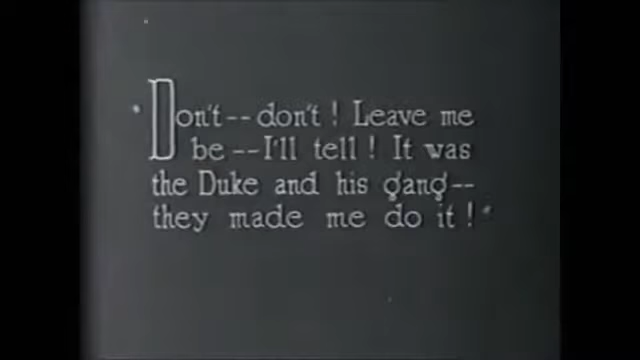 "Don't--don't! Leave me
be--I'll tell! It was
the Duke and his gang--
they made me do it!"